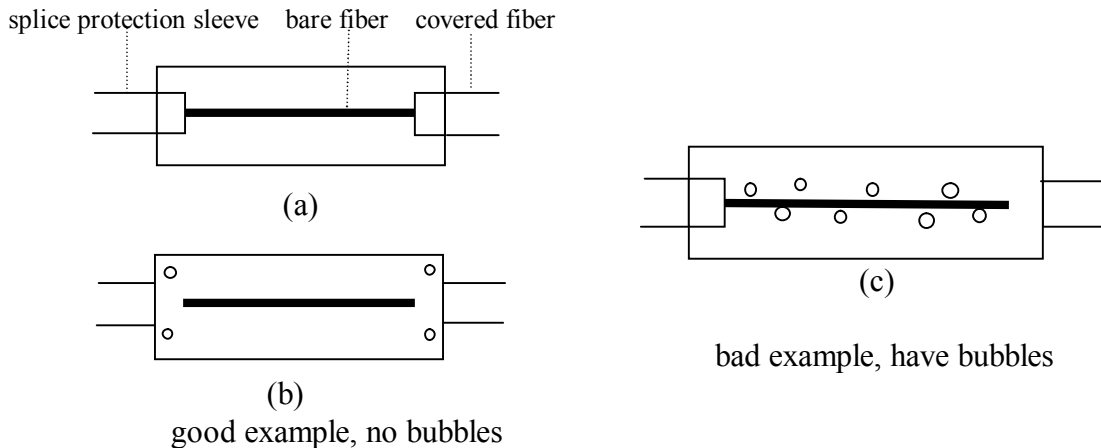 splice protection sleeve bare fiber covered fiber
(a)
(b)
good example, no bubbles
(c)
bad example, have bubbles